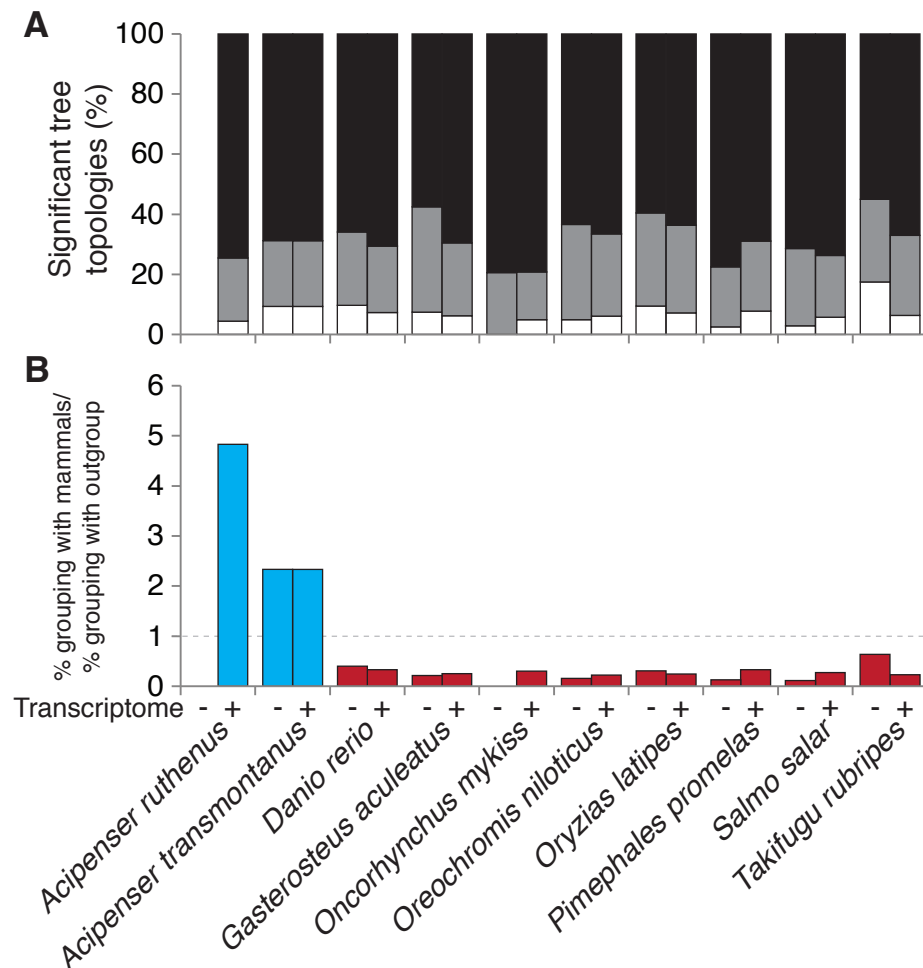 A
Significant tree
topologies (%)
100
80
60
40
20
0
B
% grouping with mammals/
% grouping with outgroup
6
5
4
3
2
1
0
Transcriptome - + - + - + - + - + - + - + - + - + - +
Acipenser ruthenus
Acipenser transmontanus
Danio rerio
Gasterosteus aculeatus
Oncorhynchus mykiss
Oreochromis niloticus
Oryzias latipes
Pimephales promelas
Salmo salar
Takifugu rubripes